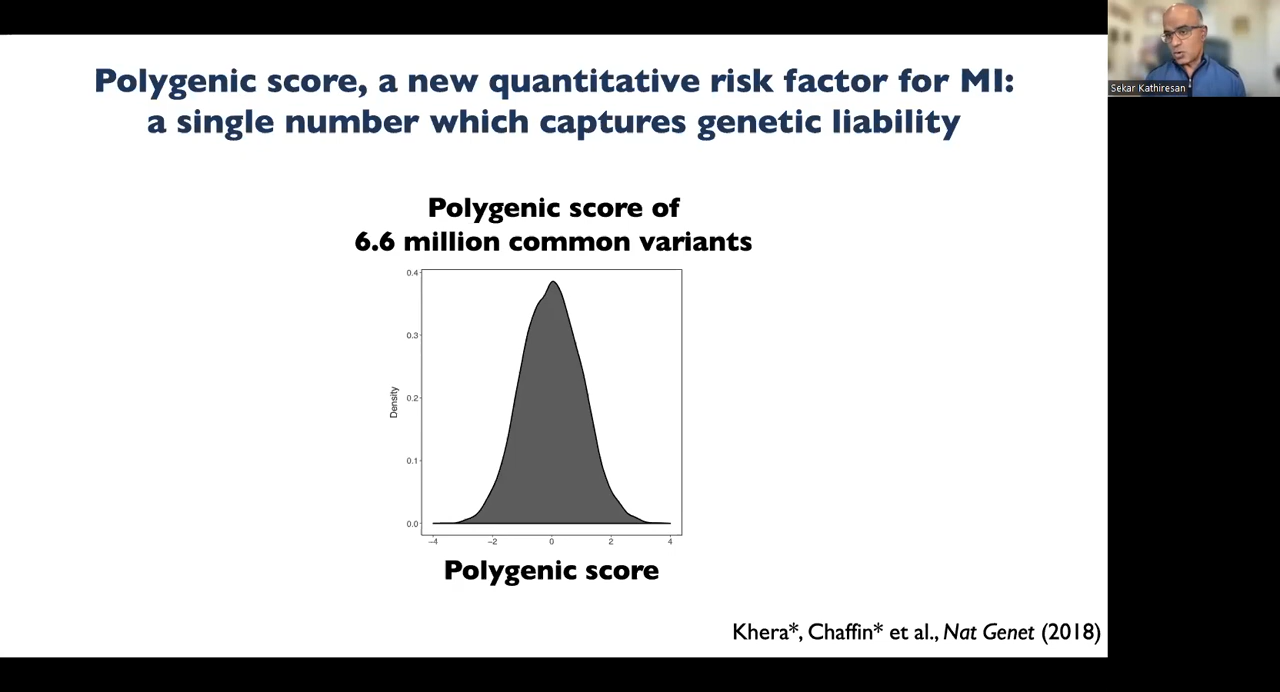 Polygenic score, a new quantitative risk factor for MI:
a single number which captures genetic liability
Sekar Kathiresan
Polygenic score of
6.6 million common variants
0.4
0.3
0.2
0.1
0.0
Density
−4 −2 0 2 4
Polygenic score
Khera*, Chaffin* et al., Nat Genet (2018)